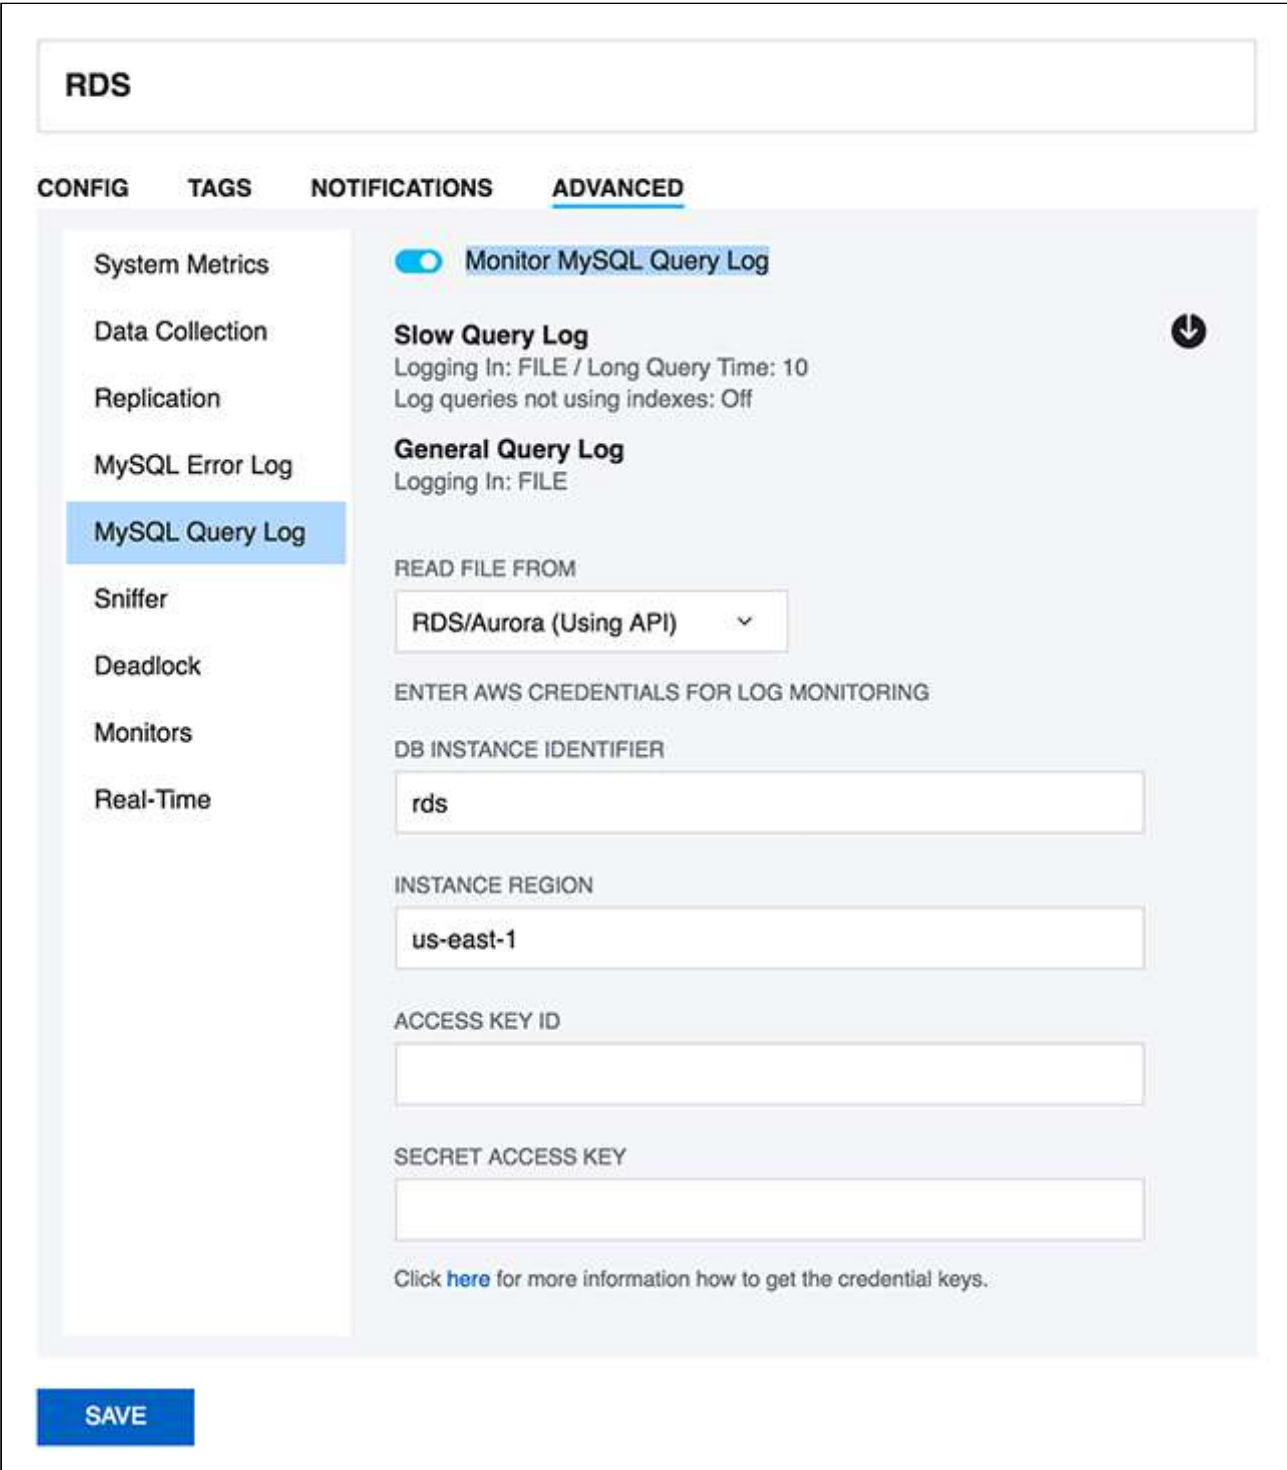 RDS
CONFIG TAGS NOTIFICATIONS ADVANCED
System Metrics
Data Collection
Replication
MySQL Error Log
MySQL Query Log
Sniffer
Deadlock
Monitors
Real-Time
Monitor MySQL Query Log
Slow Query Log
Logging In: FILE / Long Query Time: 10
Log queries not using indexes: Off
General Query Log
Logging In: FILE
READ FILE FROM
RDS/Aurora (Using API)
ENTER AWS CREDENTIALS FOR LOG MONITORING
DB INSTANCE IDENTIFIER
rds
INSTANCE REGION
us-east-1
ACCESS KEY ID
SECRET ACCESS KEY
Click here for more information how to get the credential keys.
SAVE